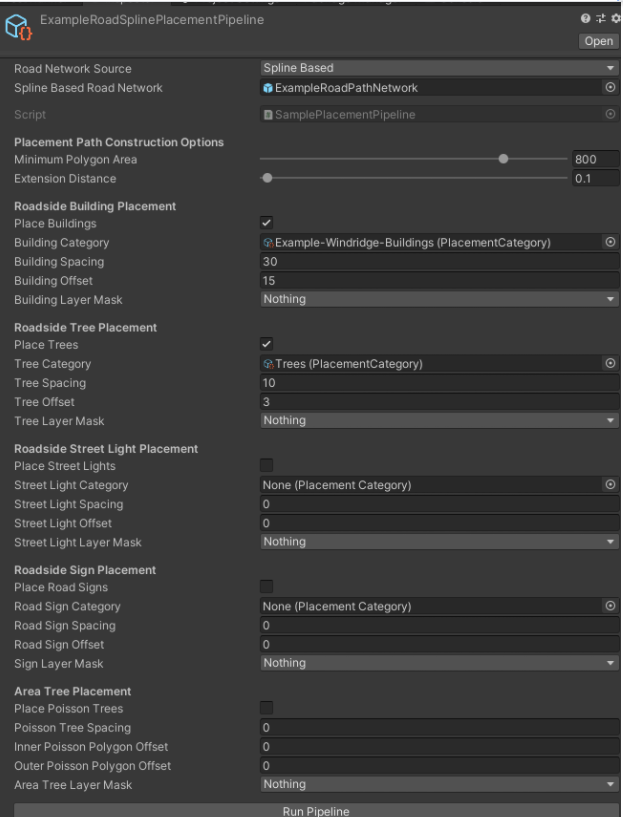 ExampleRoadSplinePlacementPipeline
Open
Road Network Source Spline Based
Spline Based Road Network ExampleRoadPathNetwork
Script SamplePlacementPipeline
Placement Path Construction Options
Minimum Polygon Area 800
Extension Distance 0.1
Roadside Building Placement
Place Buildings
Building Category Example-Windridge-Buildings (PlacementCategory)
Building Spacing 30
Building Offset 15
Building Layer Mask Nothing
Roadside Tree Placement
Place Trees
Tree Category Trees (PlacementCategory)
Tree Spacing 10
Tree Offset 3
Tree Layer Mask Nothing
Roadside Street Light Placement
Place Street Lights
Street Light Category None (Placement Category)
Street Light Spacing 0
Street Light Offset 0
Street Light Layer Mask Nothing
Roadside Sign Placement
Place Road Signs
Road Sign Category None (Placement Category)
Road Sign Spacing 0
Road Sign Offset 0
Sign Layer Mask Nothing
Area Tree Placement
Place Poisson Trees
Poisson Tree Spacing 0
Inner Poisson Polygon Offset 0
Outer Poisson Polygon Offset 0
Area Tree Layer Mask Nothing
Run Pipeline